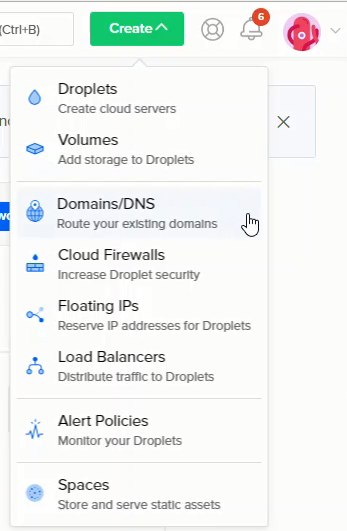 (Ctrl+B)
Create
6
Droplets
Create cloud servers
Volumes
Add storage to Droplets
Domains/DNS
Route your existing domains
Cloud Firewalls
Increase Droplet security
Floating IPs
Reserve IP addresses for Droplets
Load Balancers
Distribute traffic to Droplets
Alert Policies
Monitor your Droplets
Spaces
Store and serve static assets